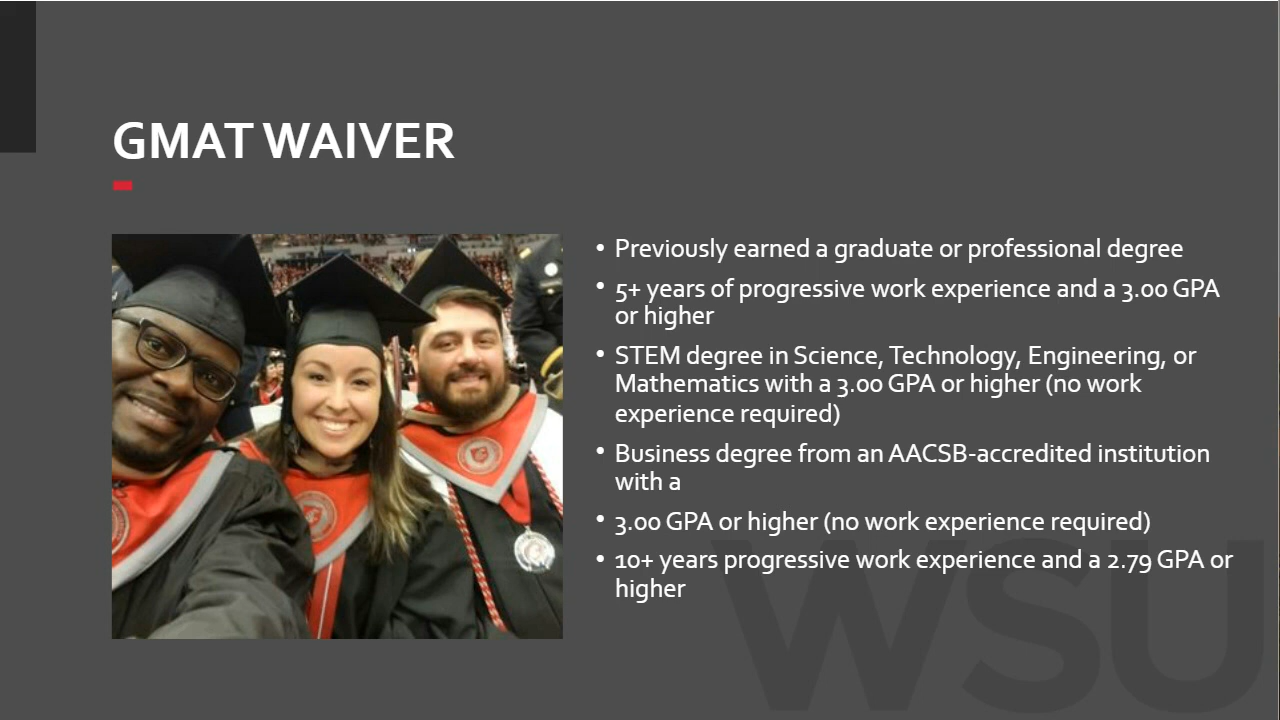 GMAT WAIVER
• Previously earned a graduate or professional degree
• 5+ years of progressive work experience and a 3.00 GPA
or higher
• STEM degree in Science, Technology, Engineering, or
Mathematics with a 3.00 GPA or higher (no work
experience required)
• Business degree from an AACSB-accredited institution
with a
• 3.00 GPA or higher (no work experience required)
• 10+ years progressive work experience and a 2.79 GPA or
higher
WSU